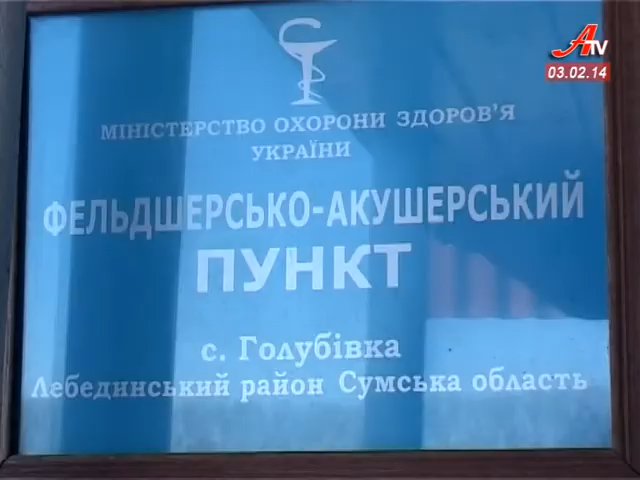 ATV
03.02.14
МІНІСТЕРСТВО ОХОРОНИ ЗДОРОВ'Я
УКРАЇНИ
ФЕЛЬДШЕРСЬКО-АКУШЕРСЬКИЙ
ПУНКТ
с. Голубівка
Лебединський район Сумська область